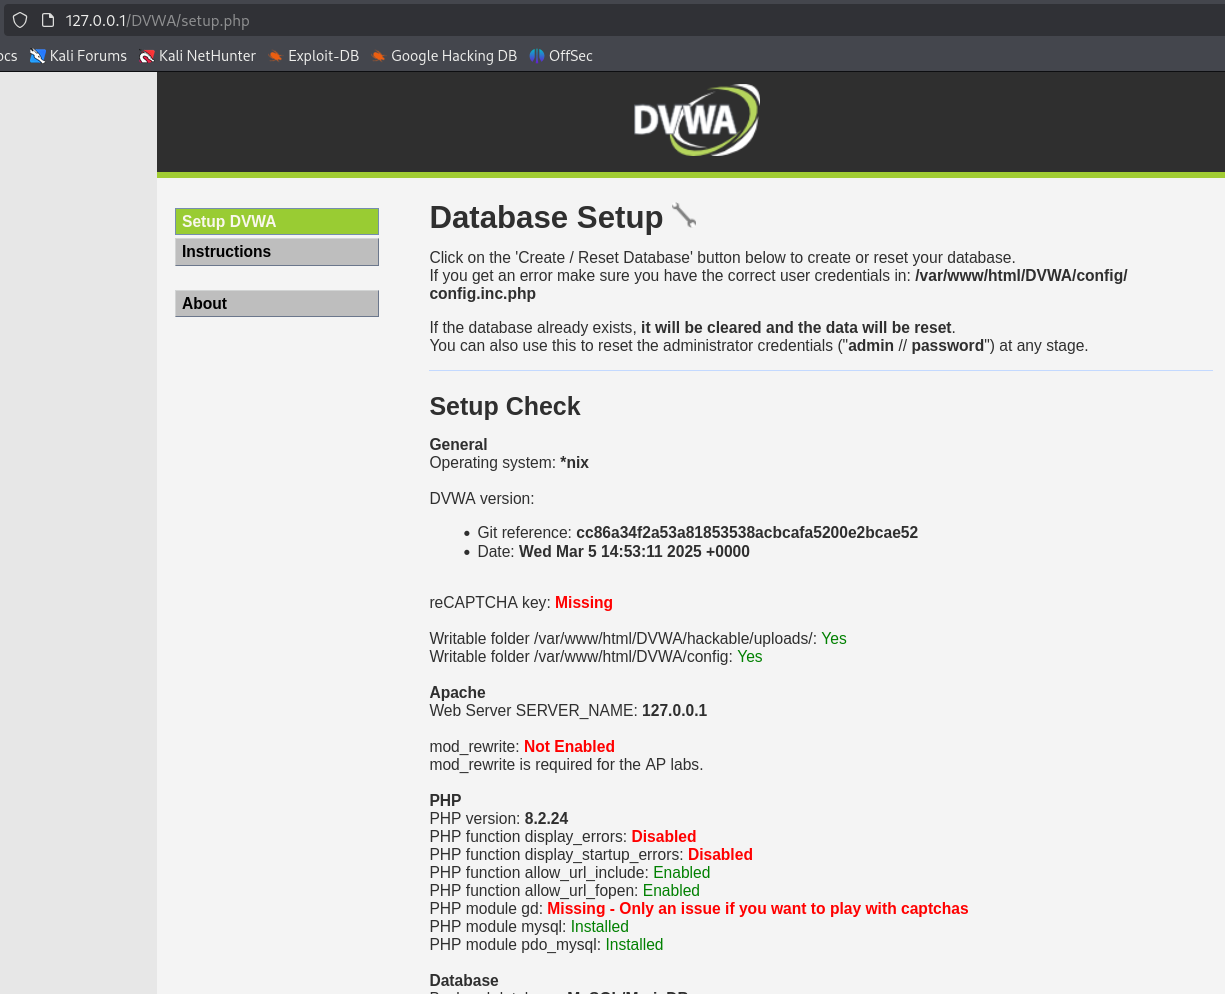 127.0.0.1/DVWA/setup.php
ocs Kali Forums Kali NetHunter Exploit-DB Google Hacking DB OffSec
DVWA
Setup DVWA
Instructions
About
Database Setup
Click on the 'Create / Reset Database' button below to create or reset your database.
If you get an error make sure you have the correct user credentials in: /var/www/html/DVWA/config/
config.inc.php
If the database already exists, it will be cleared and the data will be reset.
You can also use this to reset the administrator credentials ("admin // password") at any stage.
Setup Check
General
Operating system: *nix
DVWA version:
• Git reference: cc86a34f2a53a81853538acbcafa5200e2bcae52
• Date: Wed Mar 5 14:53:11 2025 +0000
reCAPTCHA key: Missing
Writable folder /var/www/html/DVWA/hackable/uploads/: Yes
Writable folder /var/www/html/DVWA/config: Yes
Apache
Web Server SERVER_NAME: 127.0.0.1
mod_rewrite: Not Enabled
mod_rewrite is required for the AP labs.
PHP
PHP version: 8.2.24
PHP function display_errors: Disabled
PHP function display_startup_errors: Disabled
PHP function allow_url_include: Enabled
PHP function allow_url_fopen: Enabled
PHP module gd: Missing - Only an issue if you want to play with captchas
PHP module mysql: Installed
PHP module pdo_mysql: Installed
Database